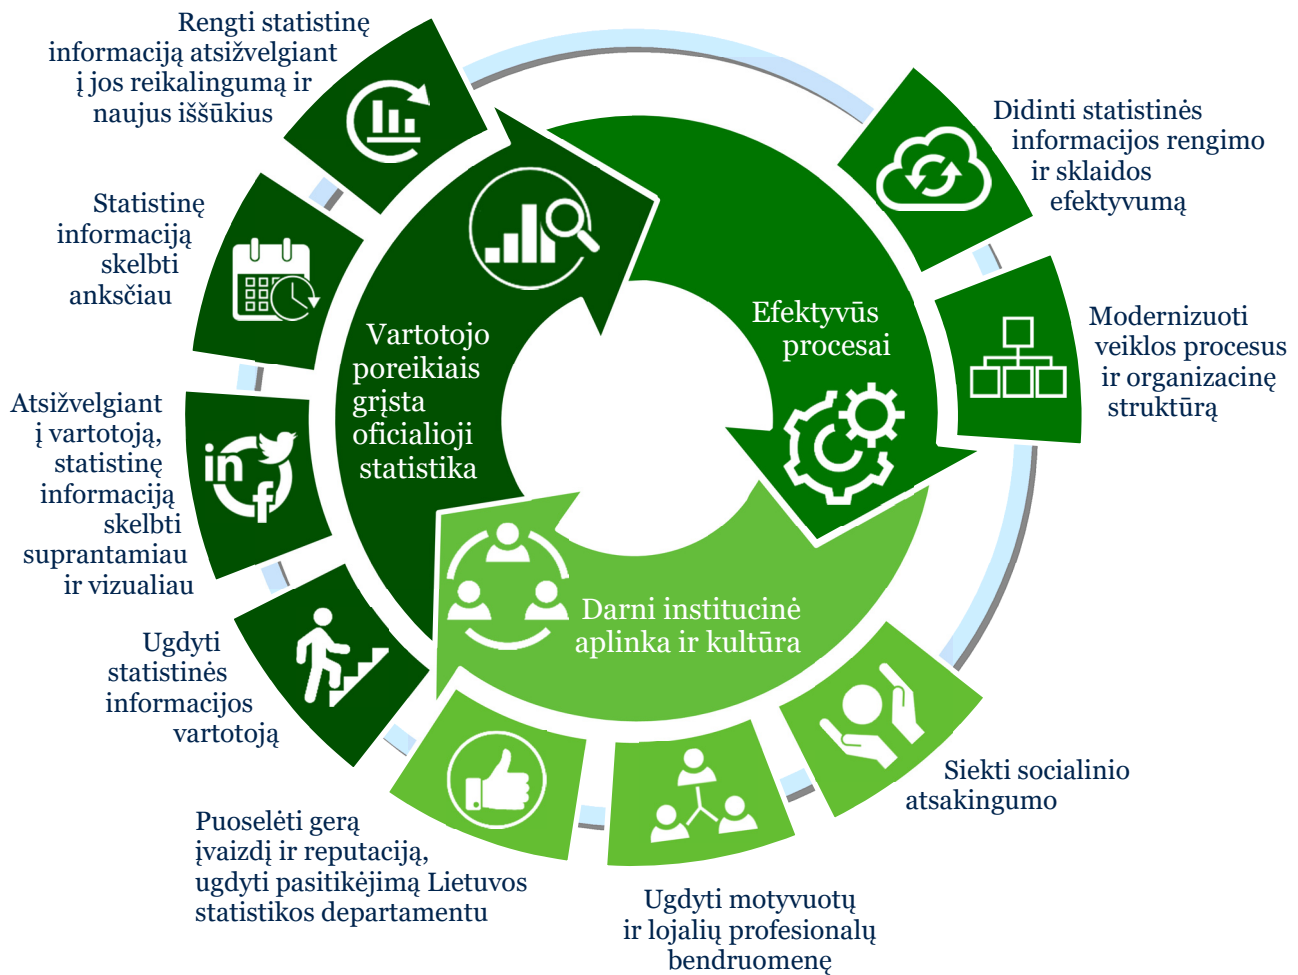 Rengti statistinę
informaciją atsižvelgiant
į jos reikalingumą ir
naujus iššūkius
Statistinę
informaciją
skelbti
anksčiau
Atsižvelgiant
į vartotoją,
statistinę
informaciją
skelbti
suprantamiau
ir vizualiau
Ugdyti
statistinės
informacijos
vartotoją
Vartotojo
poreikiais
grįsta
oficialioji
statistika
in
f
Efektyvūs
procesai
Didinti statistinės
informacijos rengimo
ir sklaidos
efektyvumą
Modernizuoti
veiklos procesus
ir organizacinę
struktūrą
Darni institucinė
aplinka ir kultūra
Siekti socialinio
atsakingumo
Ugdyti motyvuotų
ir lojalių profesionalų
bendruomenę
Puoselėti gerą
įvaizdį ir reputaciją,
ugdyti pasitikėjimą Lietuvos
statistikos departamentu